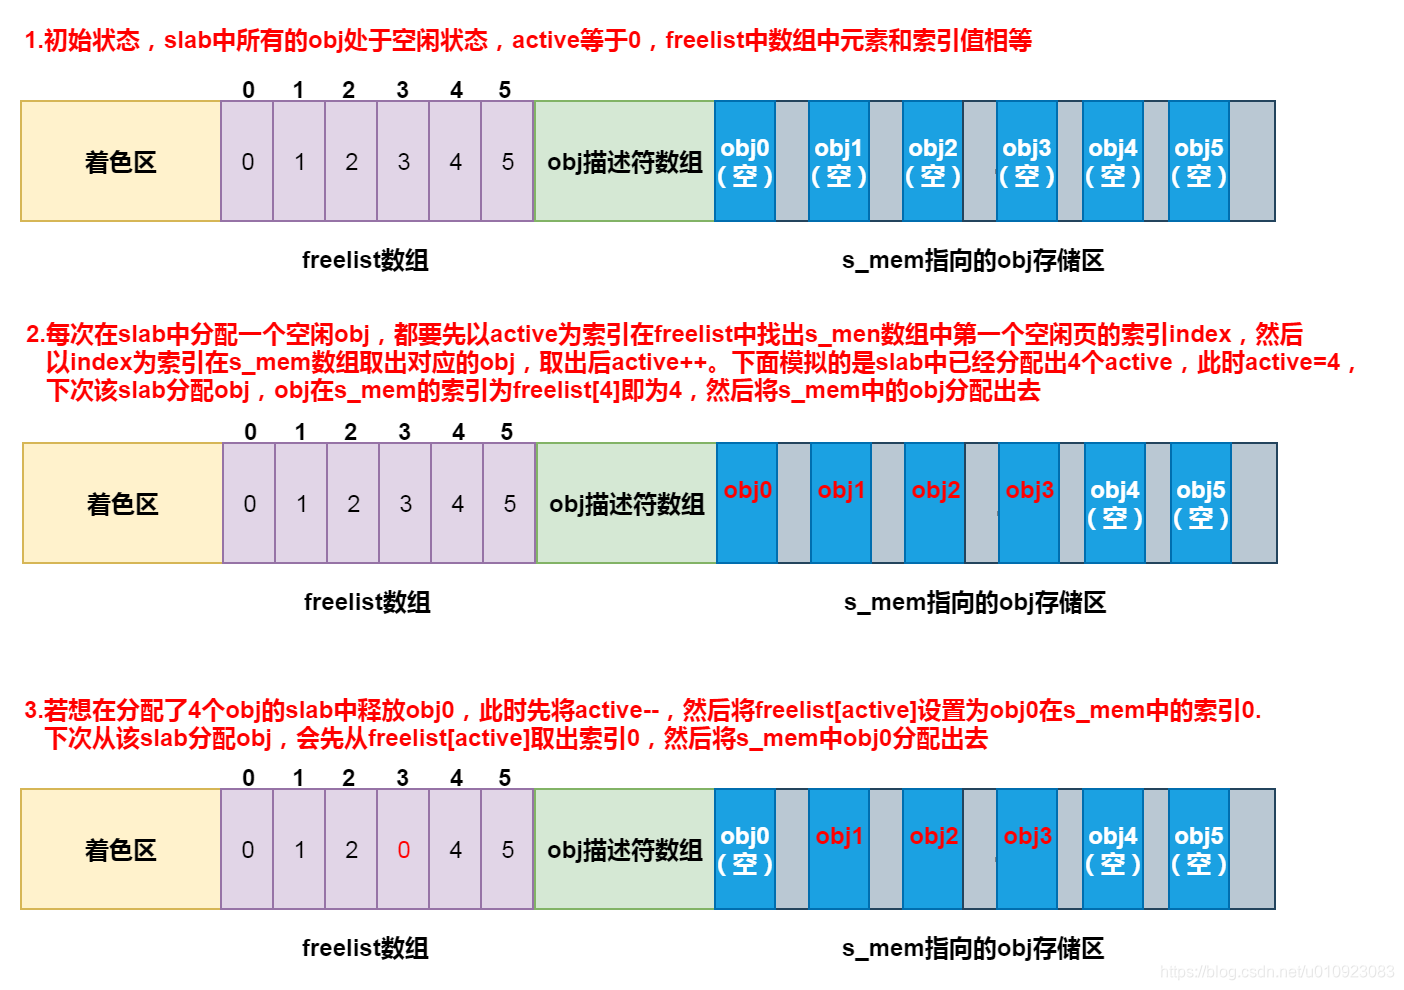 1.初始状态，slab中所有的obj处于空闲状态，active等于0，freelist中数组中元素和索引值相等
0 1 2 3 4 5
着色区 0 1 2 3 4 5 obj描述符数组 obj0 obj1 obj2 obj3 obj4 obj5
（空） （空） （空） （空） （空） （空）
freelist数组 s_mem指向的obj存储区
2.每次在slab中分配一个空闲obj，都要先以active为索引在freelist中找出s_men数组中第一个空闲页的索引index，然后
以index为索引在s_mem数组取出对应的obj，取出后active++。下面模拟的是slab中已经分配出4个active，此时active=4，
下次该slab分配obj，obj在s_mem的索引为freelist[4]即为4，然后将s_mem中的obj分配出去
0 1 2 3 4 5
着色区 0 1 2 3 4 5 obj描述符数组 obj0 obj1 obj2 obj3 obj4 obj5
（空） （空）
freelist数组 s_mem指向的obj存储区
3.若想在分配了4个obj的slab中释放obj0，此时先将active--，然后将freelist[active]设置为obj0在s_mem中的索引0.
下次从该slab分配obj，会先从freelist[active]取出索引0，然后将s_mem中obj0分配出去
0 1 2 3 4 5
着色区 0 1 2 0 4 5 obj描述符数组 obj0 obj1 obj2 obj3 obj4 obj5
（空） （空） （空）
freelist数组 s_mem指向的obj存储区
https://blog.csdn.net/u010923083